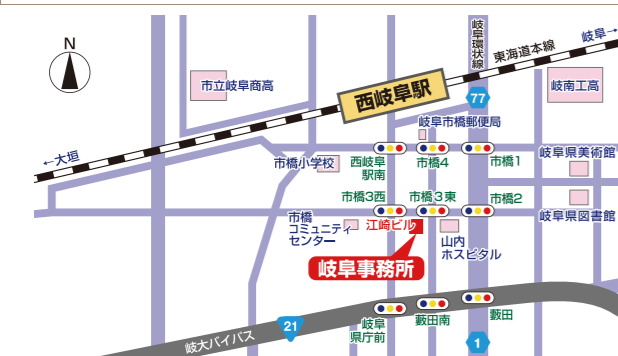 N
岐阜環状線
東海道本線
岐阜→
市立岐阜商高
西岐阜駅
77
岐南工高
岐阜市橋郵便局
←大垣
市橋小学校
西岐阜
駅南
市橋4
市橋1
岐阜県美術館
市橋3西
市橋3東
市橋2
市橋
コミュニティ
センター
江崎ビル
山内
ホスピタル
岐阜県図書館
岐阜事務所
岐阜
県庁前
藪田南
藪田
21
岐大バイパス
1